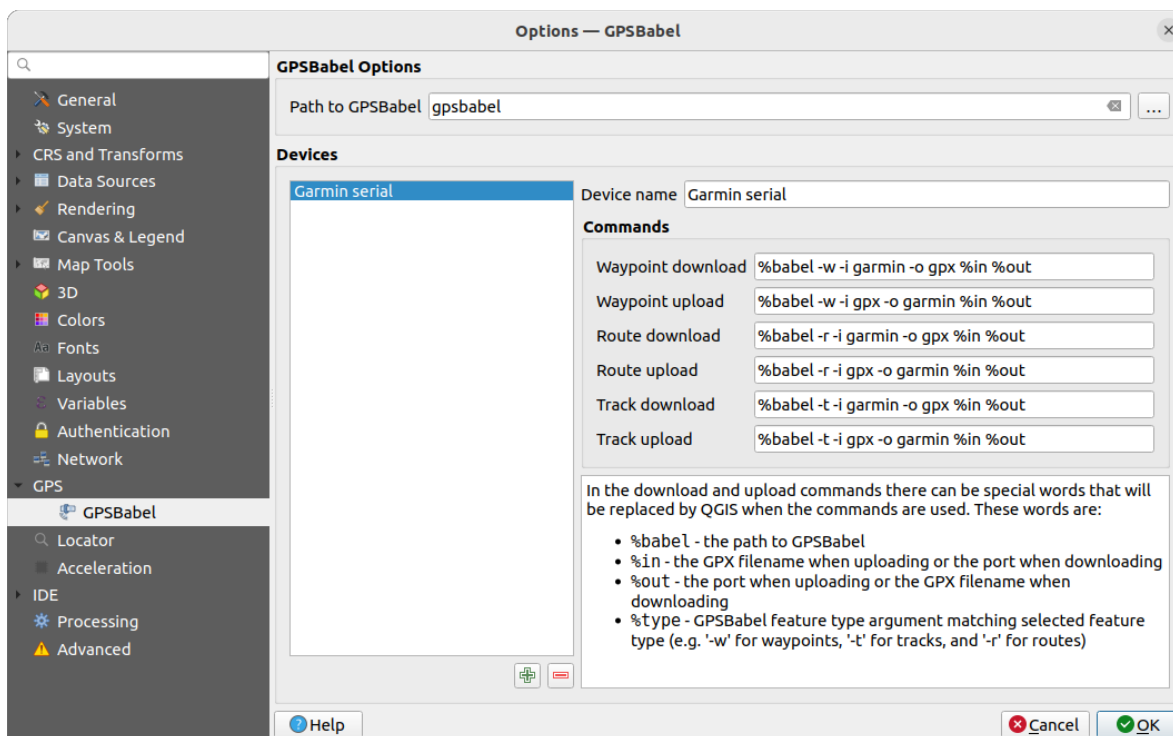 Options — GPSBabel
General
System
CRS and Transforms
Data Sources
Rendering
Canvas & Legend
Map Tools
3D
Colors
Fonts
Layouts
Variables
Authentication
Network
GPS
GPSBabel
Locator
Acceleration
IDE
Processing
Advanced
GPSBabel Options
Path to GPSBabel gpsbabel ...
Devices
Garmin serial
Device name Garmin serial
Commands
Waypoint download %babel -w -i garmin -o gpx %in %out
Waypoint upload %babel -w -i gpx -o garmin %in %out
Route download %babel -r -i garmin -o gpx %in %out
Route upload %babel -r -i gpx -o garmin %in %out
Track download %babel -t -i garmin -o gpx %in %out
Track upload %babel -t -i gpx -o garmin %in %out
In the download and upload commands there can be special words that will
be replaced by QGIS when the commands are used. These words are:
• %babel - the path to GPSBabel
• %in - the GPX filename when uploading or the port when downloading
• %out - the port when uploading or the GPX filename when
downloading
• %type - GPSBabel feature type argument matching selected feature
type (e.g. '-w' for waypoints, '-t' for tracks, and '-r' for routes)
Help
Cancel
OK